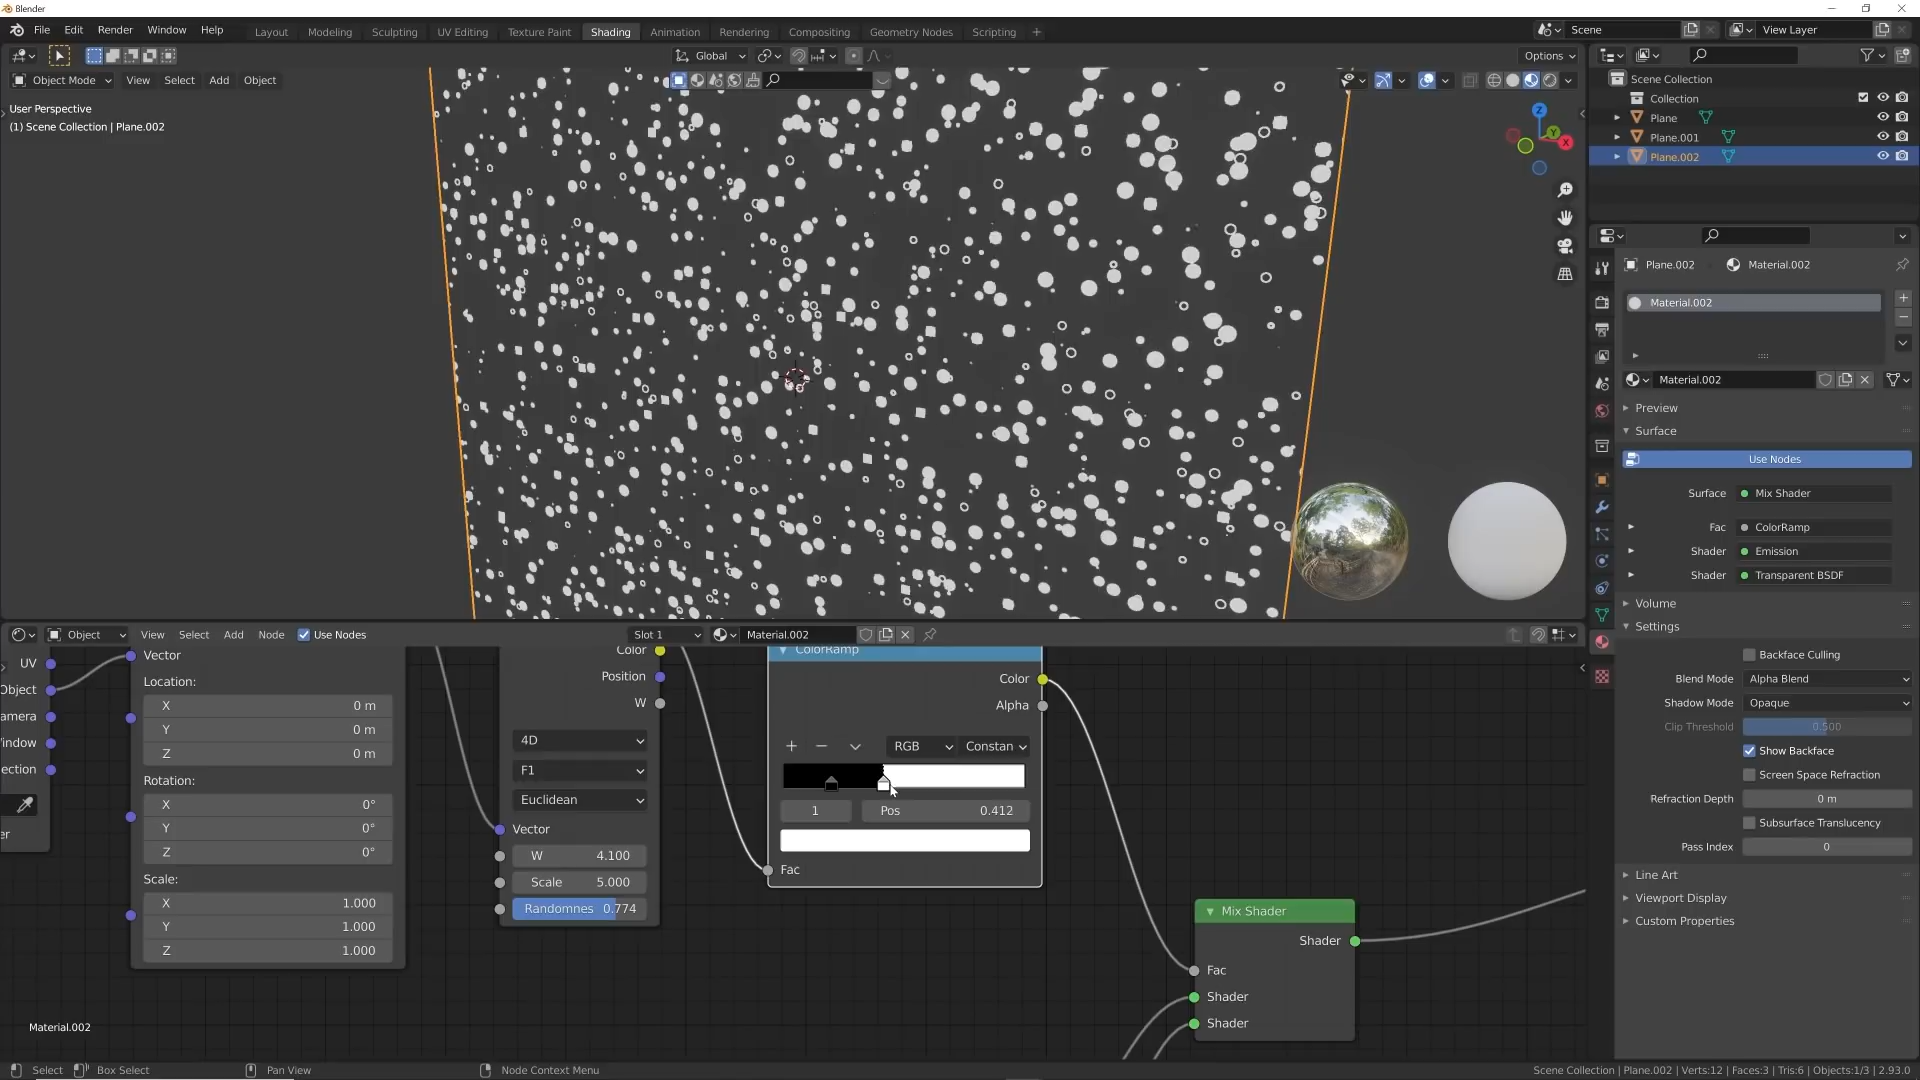 Blender
File Edit Render Window Help
Layout Modeling Sculpting UV Editing Texture Paint Shading Animation Rendering Compositing Geometry Nodes Scripting +
Scene
View Layer
Global
Options
Object Mode View Select Add Object
User Perspective
(1) Scene Collection | Plane.002
Z
Y
X
Scene Collection
Collection
Plane
Plane.001
Plane.002
Plane.002
Material.002
Material.002
Material.002
Preview
Surface
Use Nodes
Surface Mix Shader
Fac ColorRamp
Shader Emission
Shader Transparent BSDF
Volume
Settings
Backface Culling
Blend Mode Alpha Blend
Shadow Mode Opaque
Clip Threshold 0.500
Show Backface
Screen Space Refraction
Refraction Depth 0 m
Subsurface Translucency
Pass Index 0
Line Art
Viewport Display
Custom Properties
Object View Select Add Node Use Nodes
Slot 1
Material.002
UV
Object
amera
indow
ection
er
Vector
Location:
X 0 m
Y 0 m
Z 0 m
Rotation:
X 0°
Y 0°
Z 0°
Scale:
X 1.000
Y 1.000
Z 1.000
Color
Position
W
4D
F1
Euclidean
Vector
W 4.100
Scale 5.000
Randomnes 0.774
ColorRamp
Color
Alpha
+ −
RGB
Constan
1
Pos 0.412
Fac
Mix Shader
Shader
Fac
Shader
Shader
Material.002
Select
Box Select
Pan View
Node Context Menu
Scene Collection | Plane.002 | Verts:12 | Faces:3 | Tris:6 | Objects:1/3 | 2.93.0